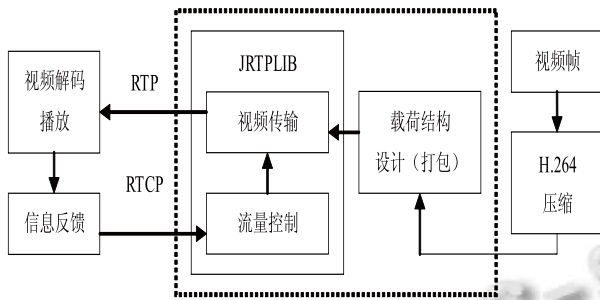 视频解码
播放
RTP
JRTPLIB
视频传输
载荷结构
设计（打包）
视频帧
H.264
压缩
RTCP
信息反馈
流量控制